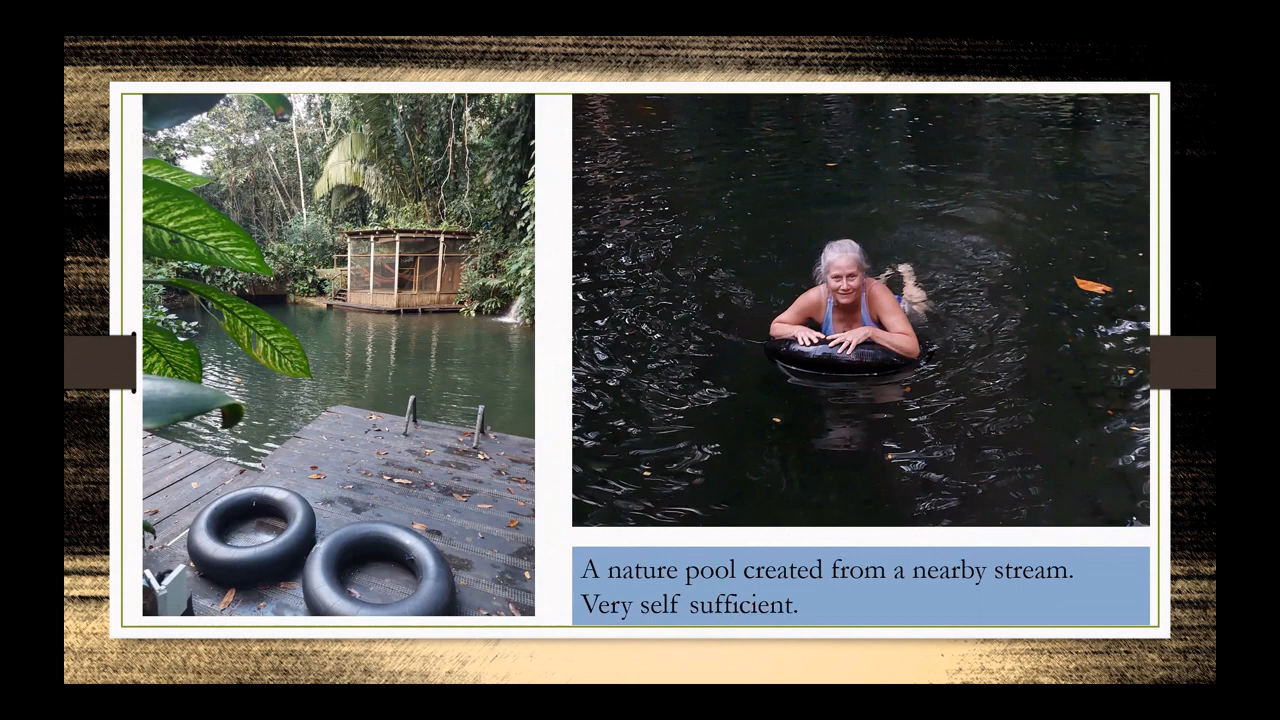 A nature pool created from a nearby stream.
Very self sufficient.